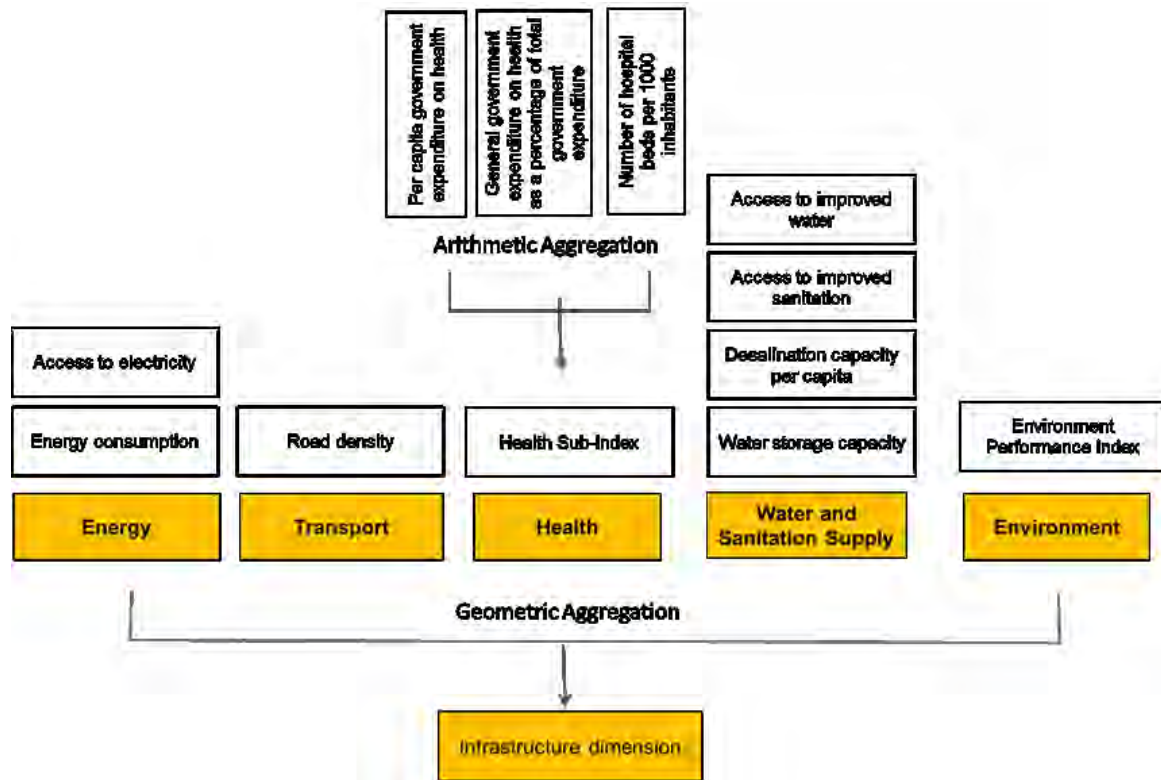 Per capita government
expenditure on health
General government
expenditure on health
as a percentage of total
government
expenditure
Number of hospital
beds per 1000
inhabitants
Arithmetic Aggregation
Access to improved
water
Access to improved
sanitation
Desalination capacity
per capita
Access to electricity
Energy consumption
Road density
Health Sub-Index
Water storage capacity
Environment
Performance Index
Energy
Transport
Health
Water and
Sanitation Supply
Environment
Geometric Aggregation
Infrastructure dimension